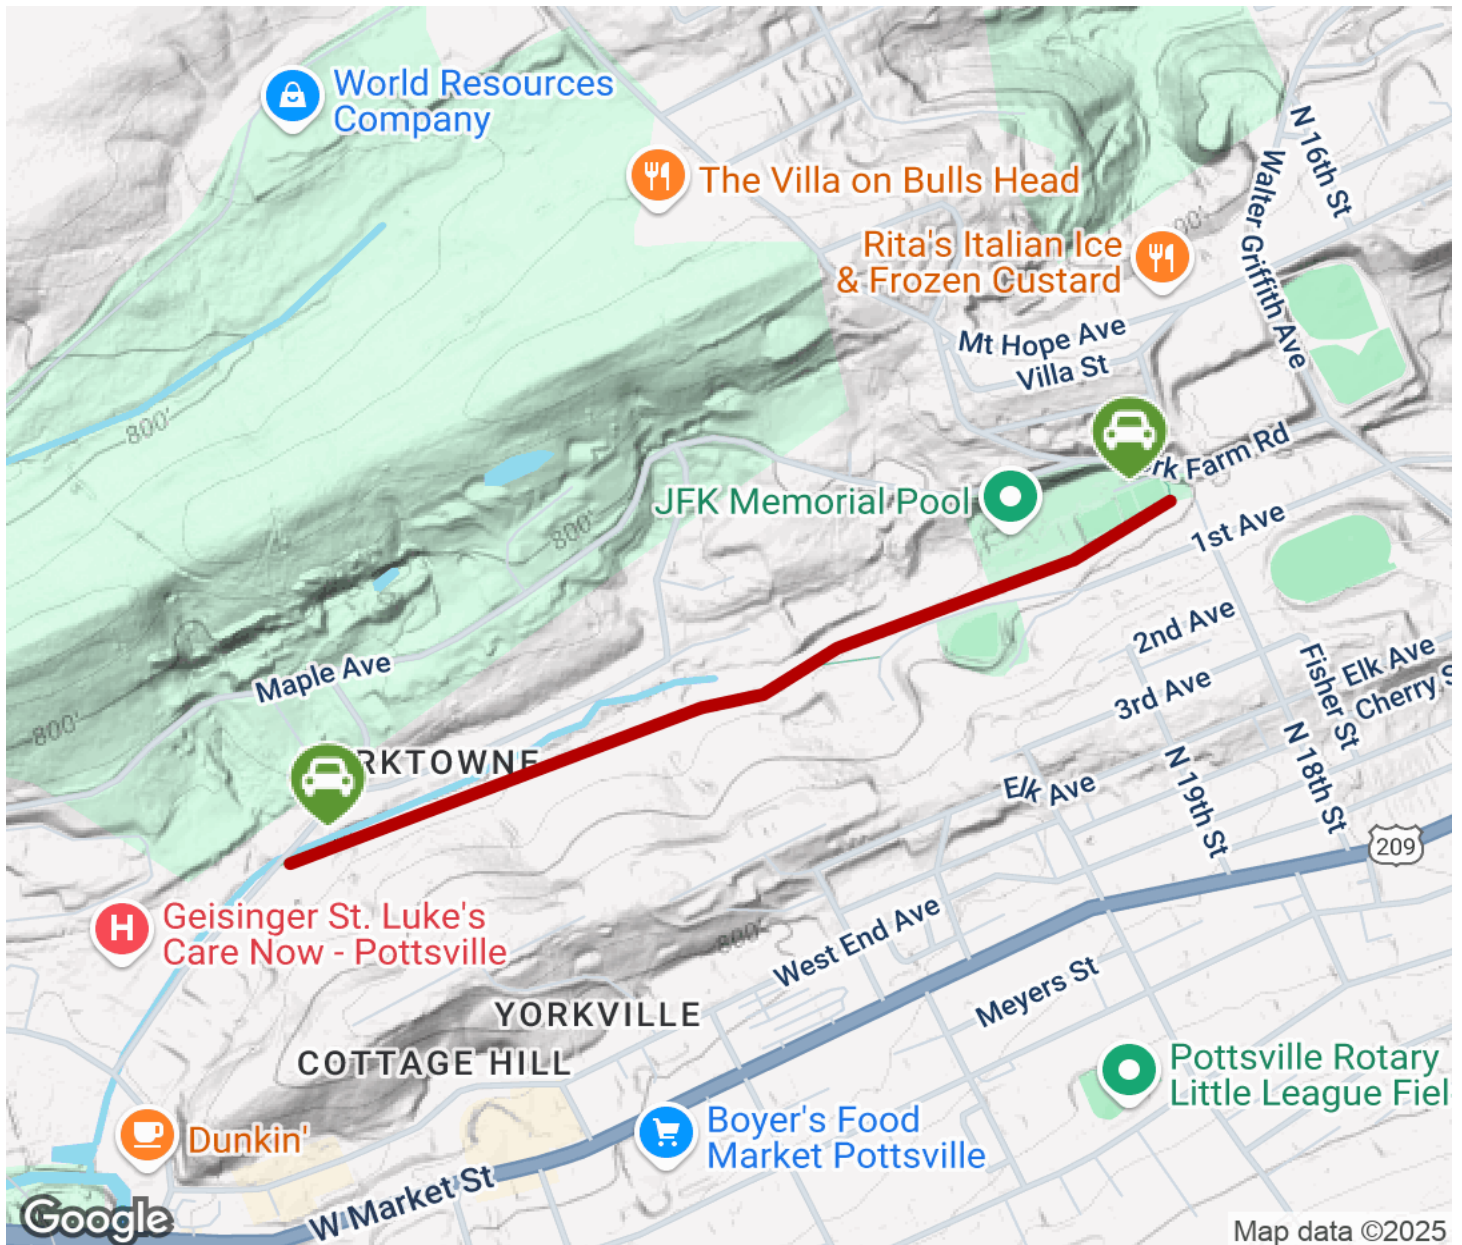 World Resources
Company
The Villa on Bulls Head
N 16th St
Walter Griffith Ave
Rita's Italian Ice
& Frozen Custard
Mt Hope Ave
Villa St
800'
rk Farm Rd
JFK Memorial Pool
1st Ave
800'
2nd Ave
Maple Ave
3rd Ave
Fisher St
Elk Ave
Cherry S
800'
RKTOWNE
Elk Ave
N 19th St
N 18th St
209
Geisinger St. Luke's
Care Now - Pottsville
H
800'
West End Ave
Meyers St
YORKVILLE
COTTAGE HILL
Pottsville Rotary
Little League Fiel
Dunkin'
Boyer's Food
Market Pottsville
W Market St
Google
Map data ©2025